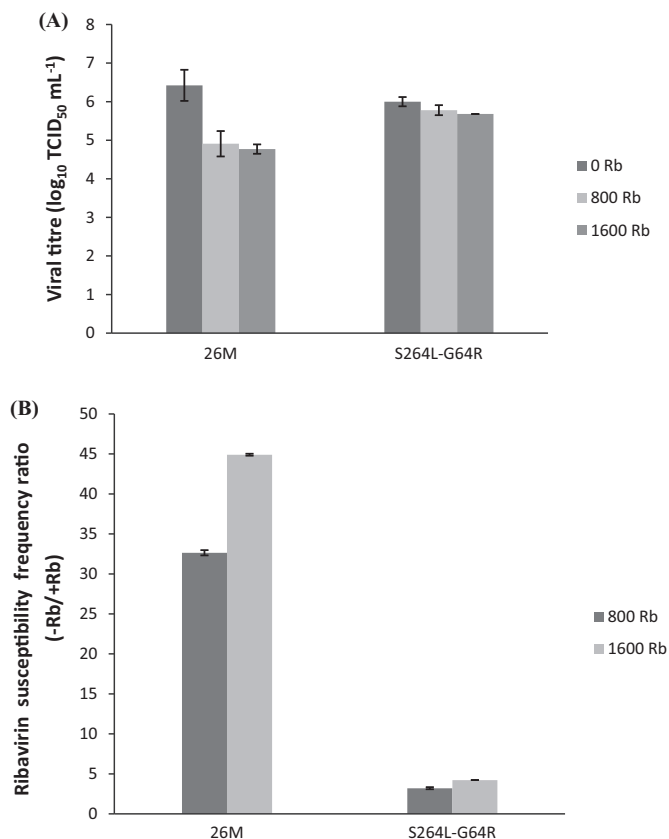 (A)
8
7
6
5
4
3
2
1
0
Viral titre (log₁₀ TCID₅₀ mL⁻¹)
26M
S264L-G64R
0 Rb
800 Rb
1600 Rb
(B)
50
45
40
35
30
25
20
15
10
5
0
Ribavirin susceptibility frequency ratio
(-Rb/+Rb)
26M
S264L-G64R
800 Rb
1600 Rb